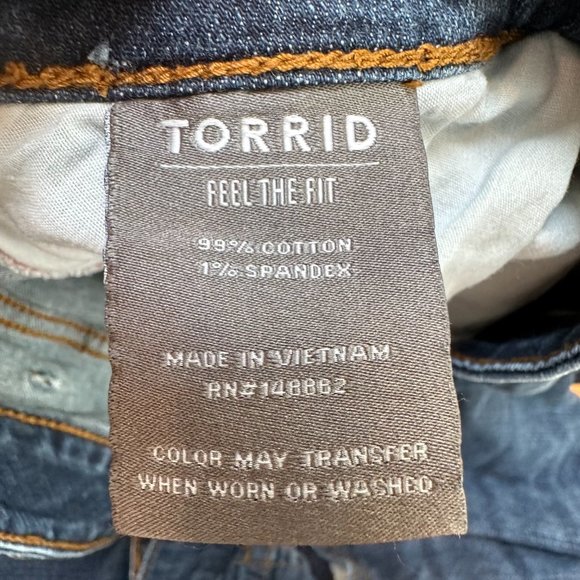 TORRID
FEEL THE FIT
99% COTTON
1% SPANDEX
MADE IN VIETNAM
RN#148882
COLOR MAY TRANSFER
WHEN WORN OR WASHED